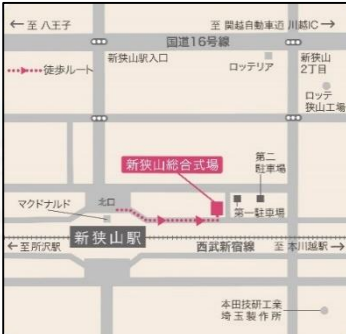 ← 至 八王子
至 関越自動車道 川越IC →
国道16号線
徒歩ルート
新狭山駅入口
ロッテリア
新狭山
2丁目
ロッテ
狭山工場
新狭山総合式場
第二
駐車場
マクドナルド
北口
第一駐車場
新狭山駅
← 至所沢駅
西武新宿線
至 本川越駅 →
本田技研工業
埼玉製作所